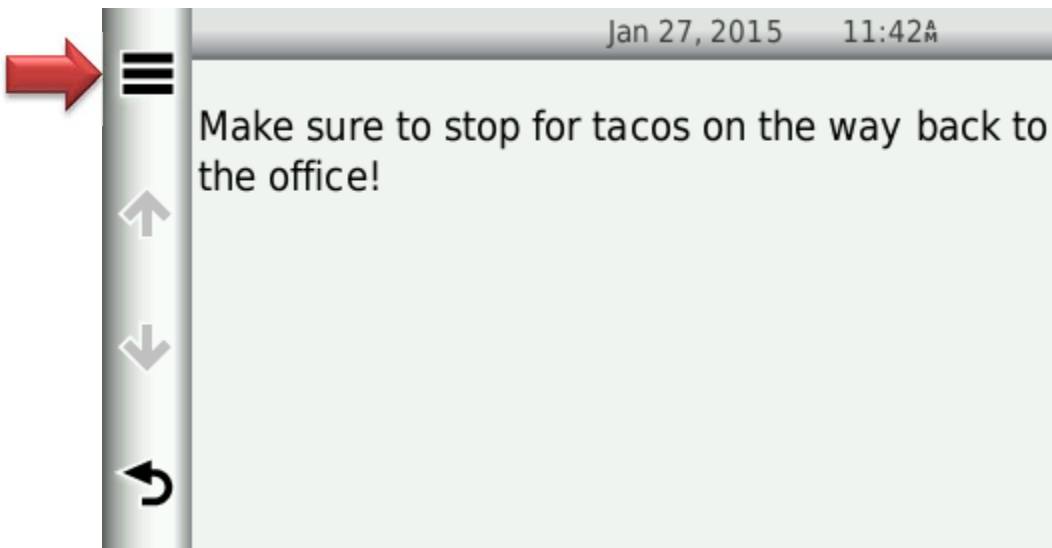 Jan 27, 2015 11:42AM
Make sure to stop for tacos on the way back to
the office!